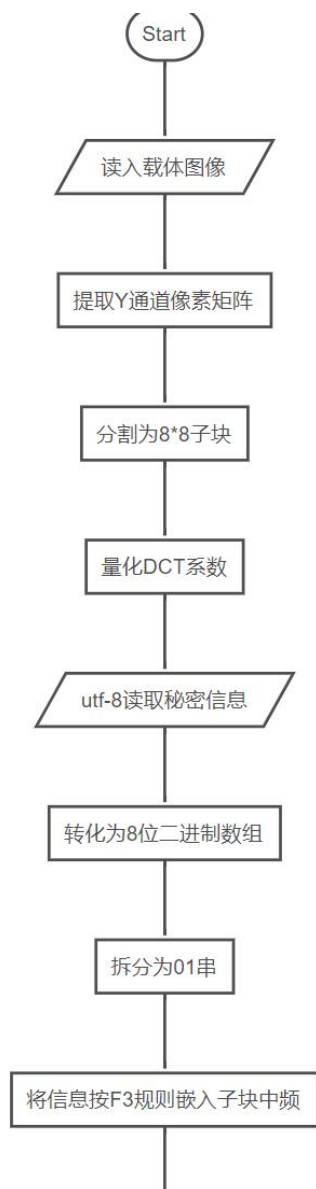 Start
读入载体图像
提取Y通道像素矩阵
分割为8*8子块
量化DCT系数
utf-8读取秘密信息
转化为8位二进制数组
拆分为01串
将信息按F3规则嵌入子块中频